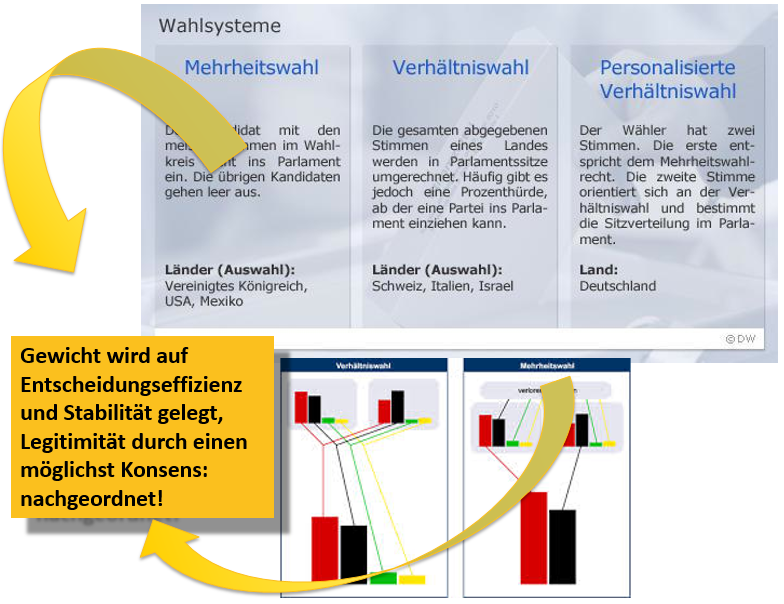 Wahlsysteme
Mehrheitswahl
mit den
im Wahl-
ins Parlament
ein. Die übrigen Kandidaten
gehen leer aus.
Länder (Auswahl):
Vereinigtes Königreich,
USA, Mexiko
Verhältniswahl
Die gesamten abgegebenen
Stimmen eines Landes
werden in Parlamentssitze
umgerechnet. Häufig gibt es
jedoch eine Prozenthürde,
ab der eine Partei ins Parla-
ment einziehen kann.
Länder (Auswahl):
Schweiz, Italien, Israel
Personalisierte
Verhältniswahl
Der Wähler hat zwei
Stimmen. Die erste ent-
spricht dem Mehrheitswahl-
recht. Die zweite Stimme
orientiert sich an der Ver-
hältniswahl und bestimmt
die Sitzverteilung im Parla-
ment.
Land:
Deutschland
©DW
Gewicht wird auf
Entscheidungseffizienz
und Stabilität gelegt,
Legitimität durch einen
möglichst Konsens:
nachgeordnet!
Verhältniswahl
Mehrheitswahl